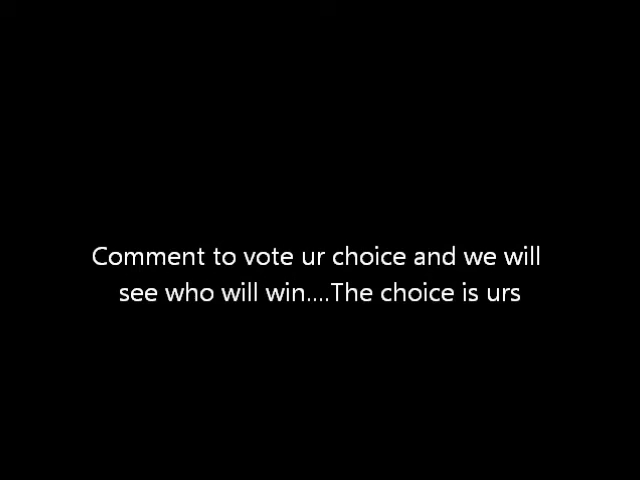 Comment to vote ur choice and we will
see who will win....The choice is urs